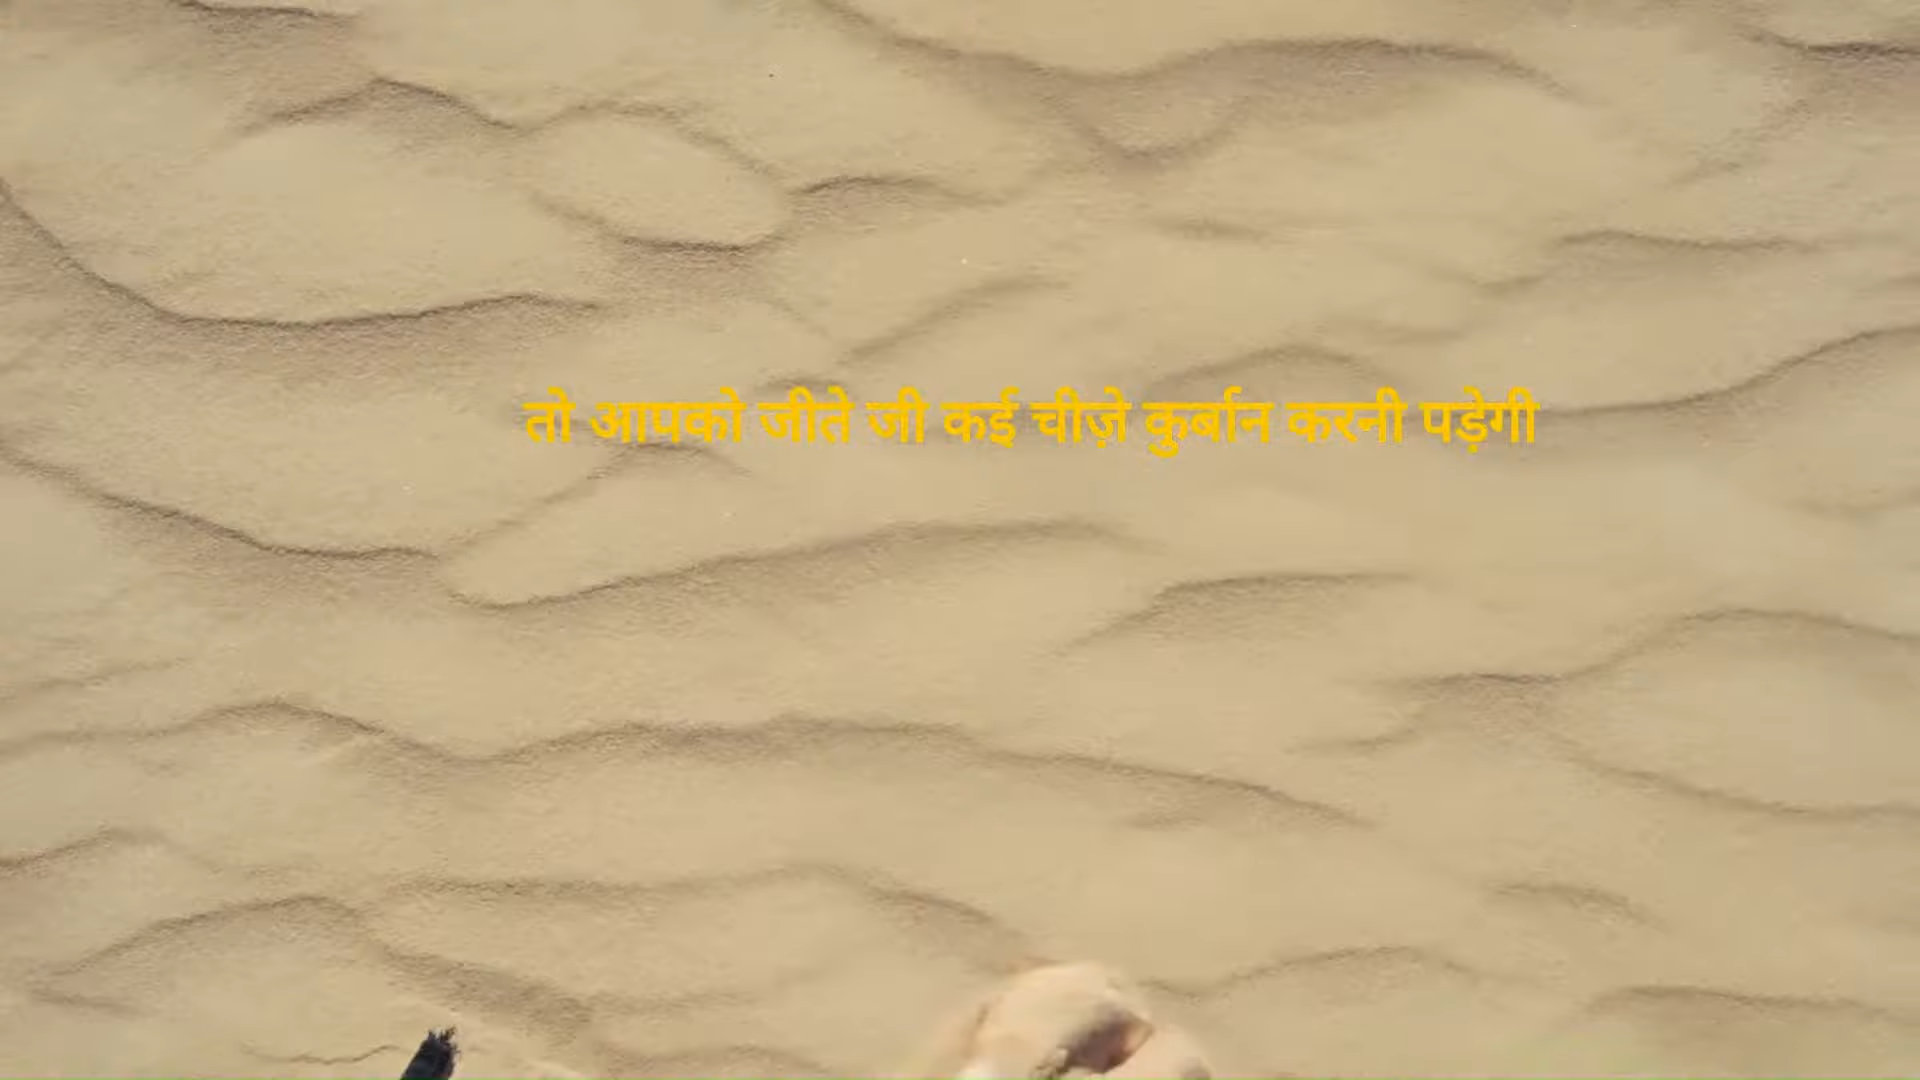 तो आपको जीते जी कई चीज़े कुर्बान करनी पड़ेगी